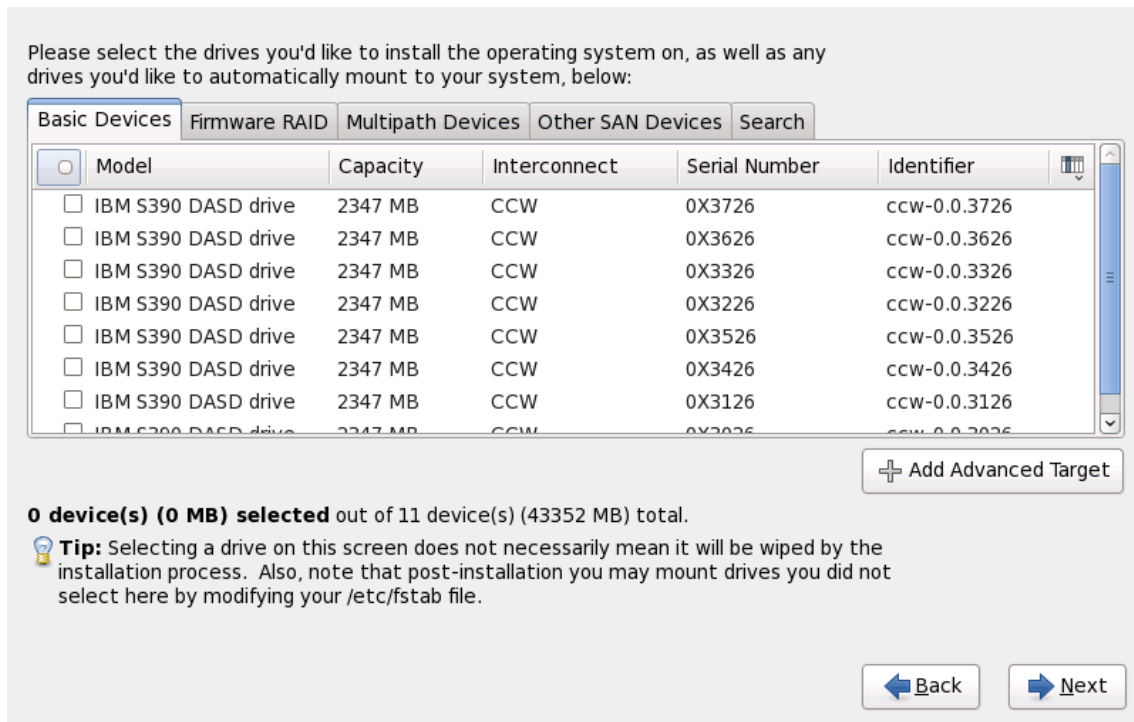 Please select the drives you'd like to install the operating system on, as well as any
drives you'd like to automatically mount to your system, below:
Basic Devices Firmware RAID Multipath Devices Other SAN Devices Search
Model Capacity Interconnect Serial Number Identifier
IBM S390 DASD drive 2347 MB CCW 0X3726 ccw-0.0.3726
IBM S390 DASD drive 2347 MB CCW 0X3626 ccw-0.0.3626
IBM S390 DASD drive 2347 MB CCW 0X3326 ccw-0.0.3326
IBM S390 DASD drive 2347 MB CCW 0X3226 ccw-0.0.3226
IBM S390 DASD drive 2347 MB CCW 0X3526 ccw-0.0.3526
IBM S390 DASD drive 2347 MB CCW 0X3426 ccw-0.0.3426
IBM S390 DASD drive 2347 MB CCW 0X3126 ccw-0.0.3126
IBM S390 DASD drive 2347 MB CCW
Add Advanced Target
0 device(s) (0 MB) selected out of 11 device(s) (43352 MB) total.
Tip: Selecting a drive on this screen does not necessarily mean it will be wiped by the
installation process. Also, note that post-installation you may mount drives you did not
select here by modifying your /etc/fstab file.
Back Next